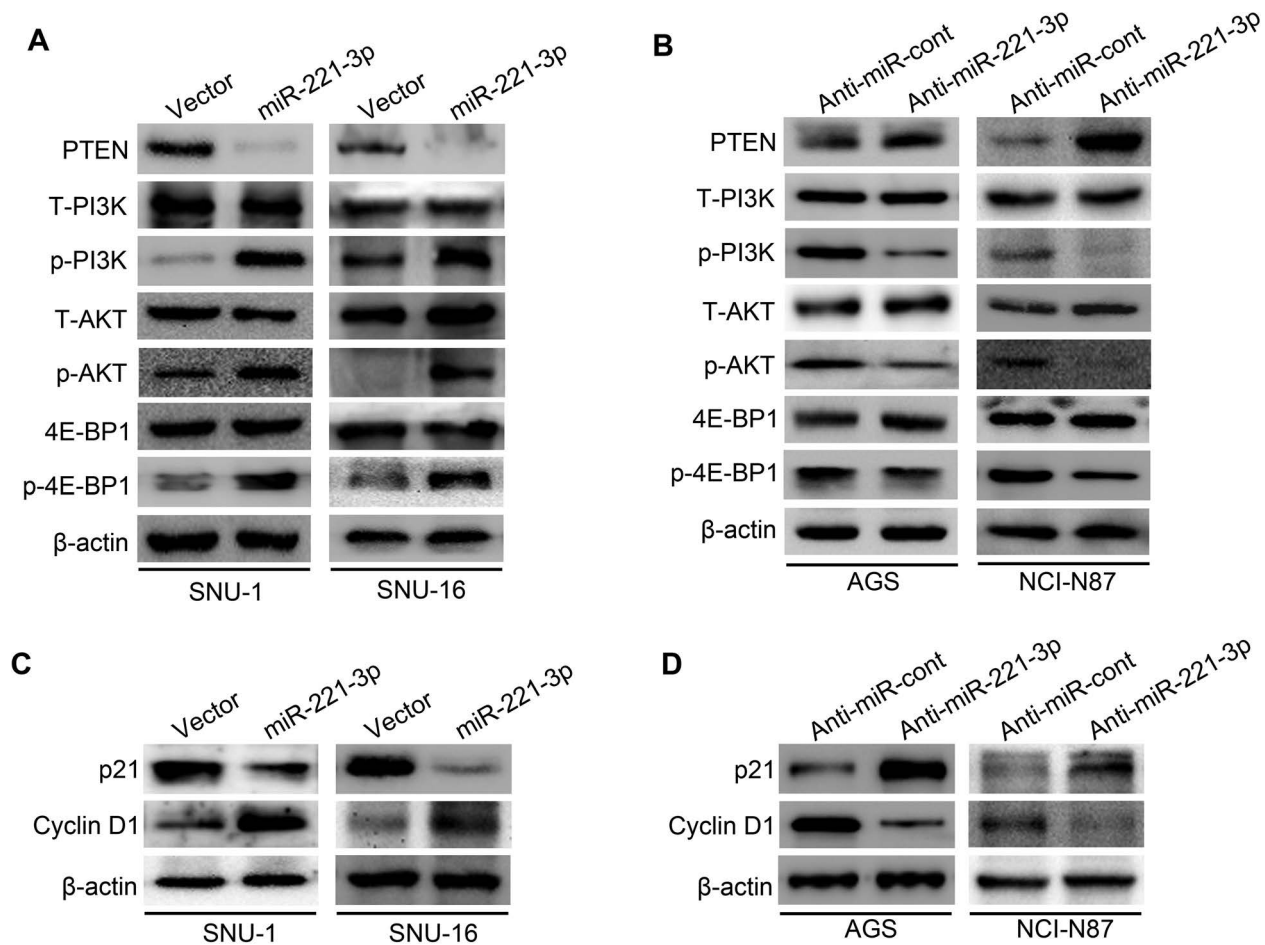 A
Vector miR-221-3p Vector miR-221-3p
PTEN
T-PI3K
p-PI3K
T-AKT
p-AKT
4E-BP1
p-4E-BP1
β-actin
SNU-1 SNU-16
B
Anti-miR-cont Anti-miR-221-3p Anti-miR-cont Anti-miR-221-3p
PTEN
T-PI3K
p-PI3K
T-AKT
p-AKT
4E-BP1
p-4E-BP1
β-actin
AGS NCI-N87
C
Vector miR-221-3p Vector miR-221-3p
p21
Cyclin D1
β-actin
SNU-1 SNU-16
D
Anti-miR-cont Anti-miR-221-3p Anti-miR-cont Anti-miR-221-3p
p21
Cyclin D1
β-actin
AGS NCI-N87